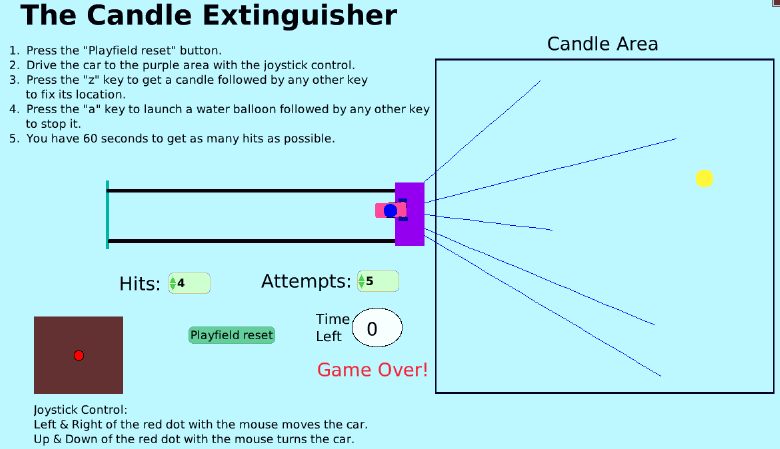 The Candle Extinguisher
1. Press the "Playfield reset" button.
2. Drive the car to the purple area with the joystick control.
3. Press the "z" key to get a candle followed by any other key
to fix its location.
4. Press the "a" key to launch a water balloon followed by any other key
to stop it.
5. You have 60 seconds to get as many hits as possible.
Candle Area
Hits: 4
Attempts: 5
Playfield reset
Time
Left
0
Game Over!
Joystick Control:
Left & Right of the red dot with the mouse moves the car.
Up & Down of the red dot with the mouse turns the car.